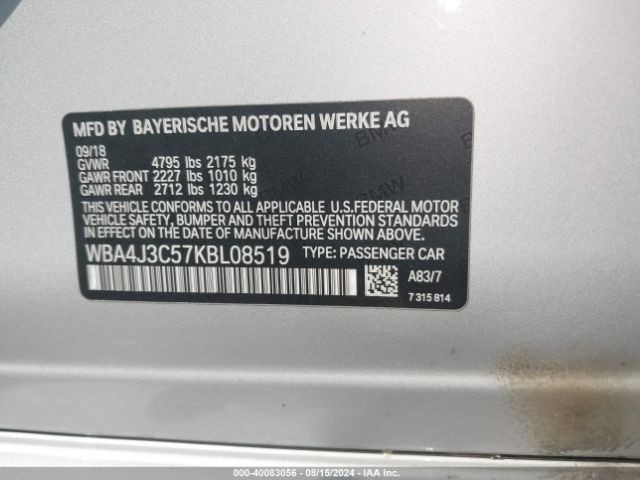 MFD BY BAYERISCHE MOTOREN WERKE AG
09/18
GVWR 4795 lbs 2175 kg
GAWR FRONT 2227 lbs 1010 kg
GAWR REAR 2712 lbs 1230 kg
THIS VEHICLE CONFORMS TO ALL APPLICABLE U.S.FEDERAL MOTOR
VEHICLE SAFETY, BUMPER AND THEFT PREVENTION STANDARDS
IN EFFECT ON THE DATE OF MANUFACTURE SHOWN ABOVE.
WBA4J3C57KBL08519 TYPE: PASSENGER CAR
A83/7
7 315 814
000-40083056 - 08/15/2024 - IAA Inc.